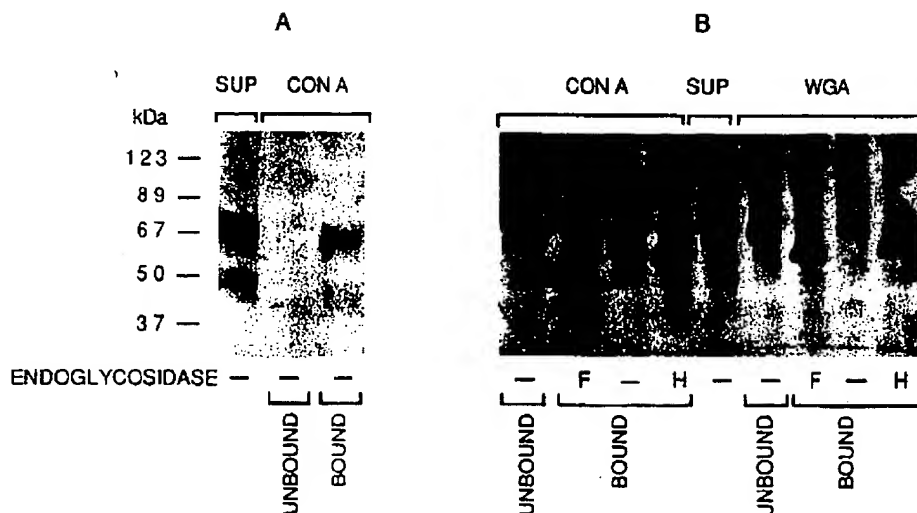 A B
SUP CON A CON A SUP WGA
kDa
123 —
89 —
67 —
50 —
37 —
ENDOGLYCOSIDASE — — — — F — H — — F — H
UNBOUND BOUND UNBOUND BOUND UNBOUND BOUND